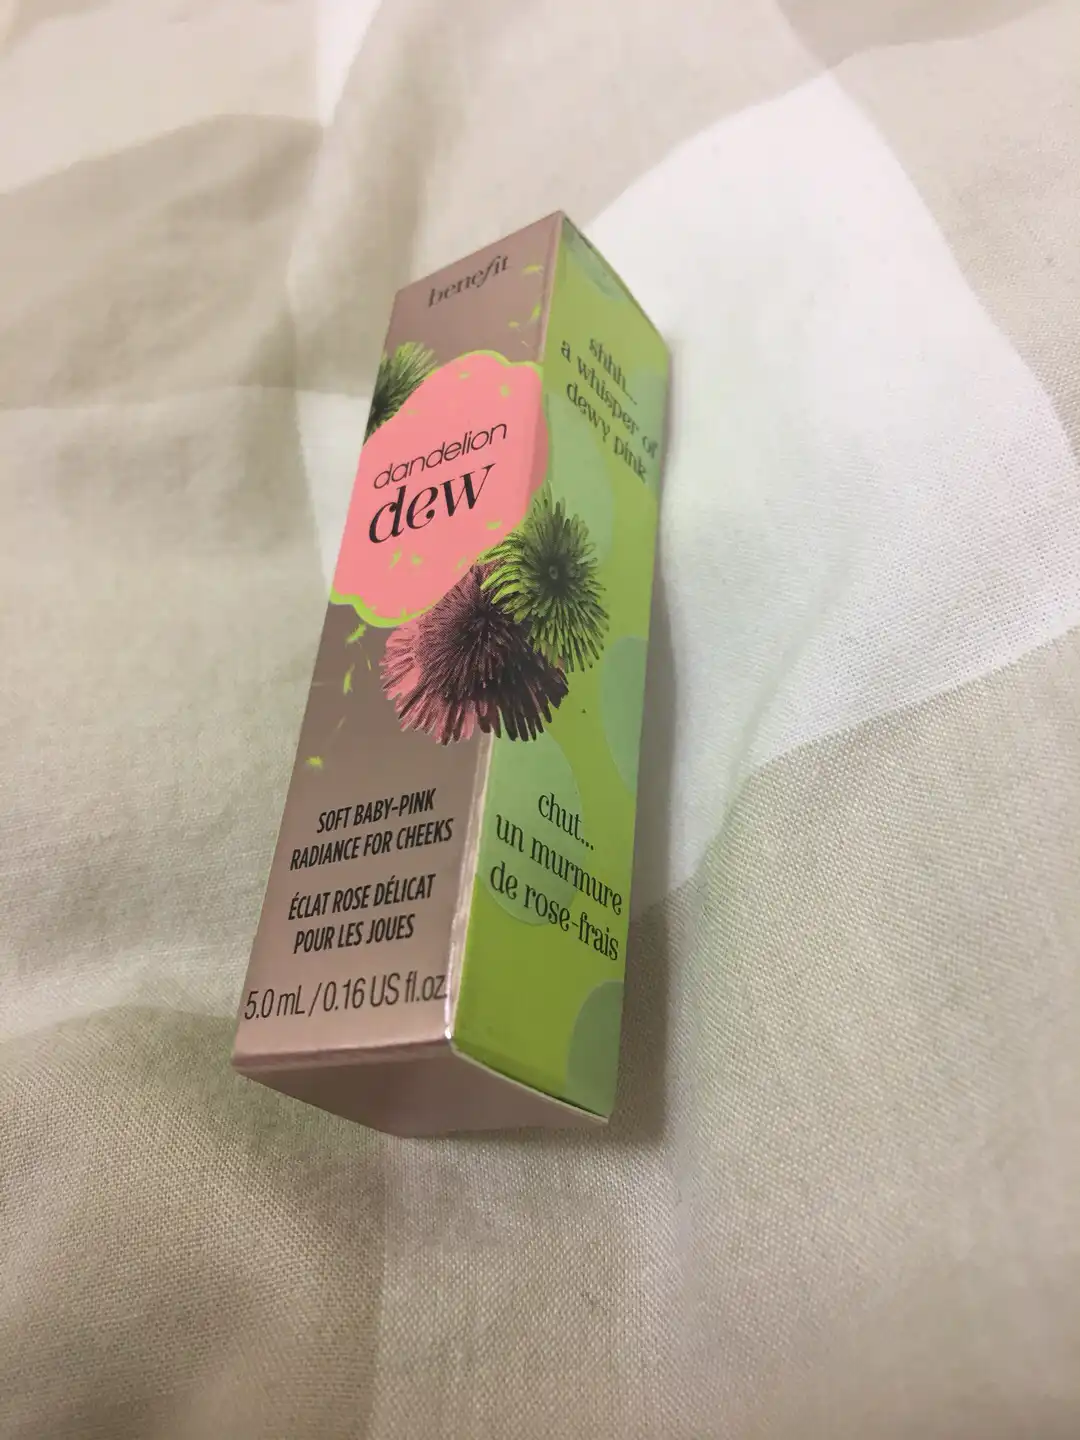 benefit
dandelion
dew
SOFT BABY-PINK
RADIANCE FOR CHEEKS
ÉCLAT ROSE DÉLICAT
POUR LES JOUES
5.0 mL / 0.16 US fl.oz.
shhh...
a whisper of
dewy pink
chut...
un murmure
de rose-frais